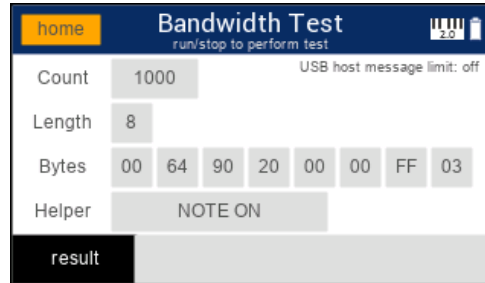 home
Bandwidth Test
run/stop to perform test
2.0
USB host message limit: off
Count 1000
Length 8
Bytes 00 64 90 20 00 00 FF 03
Helper NOTE ON
result